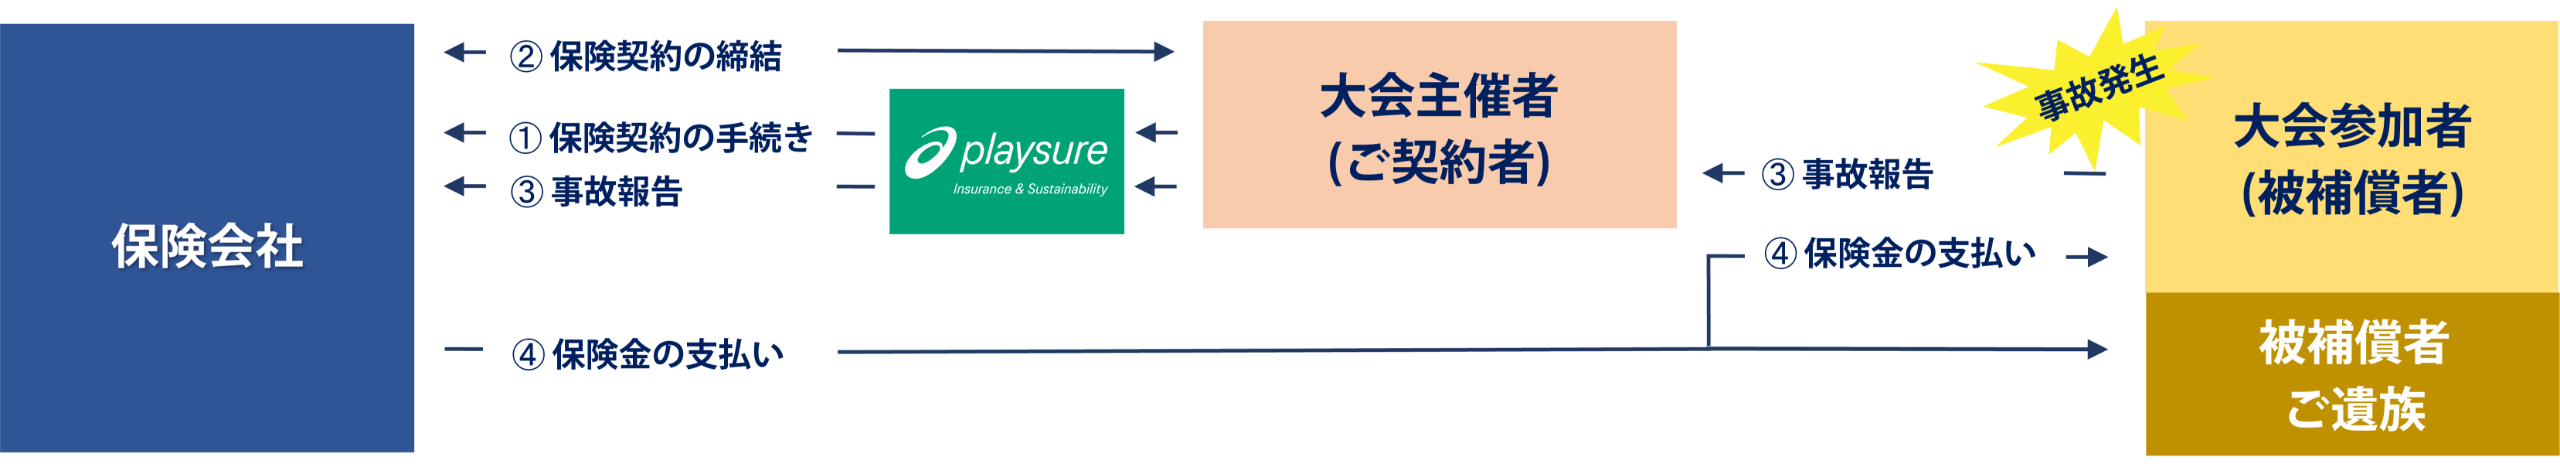 保険会社
② 保険契約の締結
① 保険契約の手続き
③ 事故報告
playsure
Insurance & Sustainability
大会主催者
(ご契約者)
③ 事故報告
④ 保険金の支払い
④ 保険金の支払い
事故発生
大会参加者
(被補償者)
被補償者
ご遺族